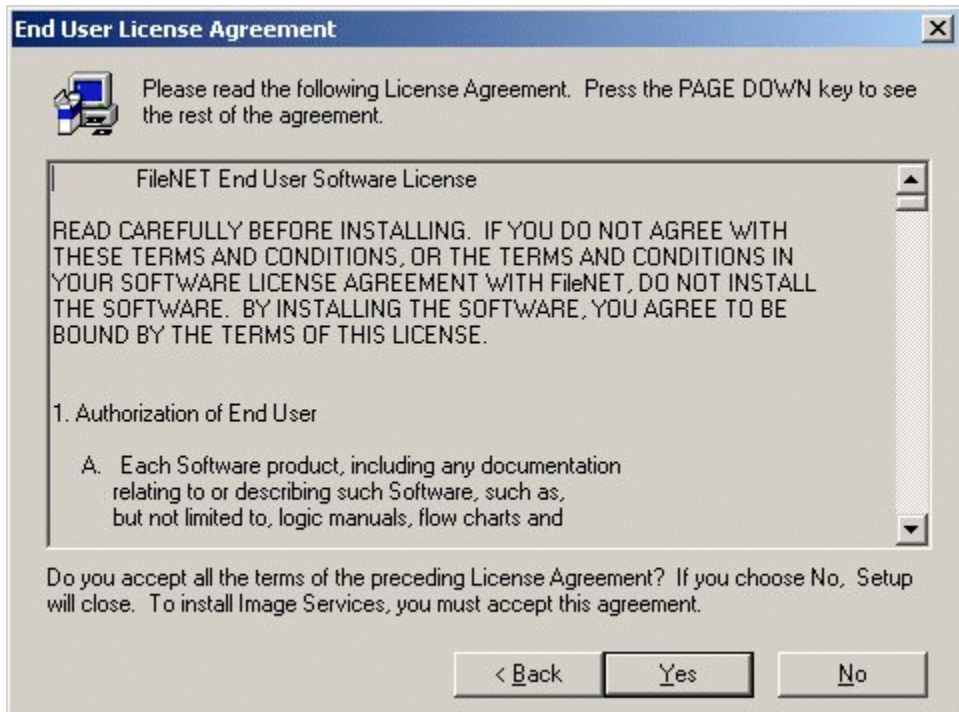 End User License Agreement
Please read the following License Agreement. Press the PAGE DOWN key to see
the rest of the agreement.
FileNET End User Software License
READ CAREFULLY BEFORE INSTALLING. IF YOU DO NOT AGREE WITH
THESE TERMS AND CONDITIONS, OR THE TERMS AND CONDITIONS IN
YOUR SOFTWARE LICENSE AGREEMENT WITH FileNET, DO NOT INSTALL
THE SOFTWARE. BY INSTALLING THE SOFTWARE, YOU AGREE TO BE
BOUND BY THE TERMS OF THIS LICENSE.
1. Authorization of End User
A. Each Software product, including any documentation
relating to or describing such Software, such as,
but not limited to, logic manuals, flow charts and
Do you accept all the terms of the preceding License Agreement? If you choose No, Setup
will close. To install Image Services, you must accept this agreement.
< Back Yes No